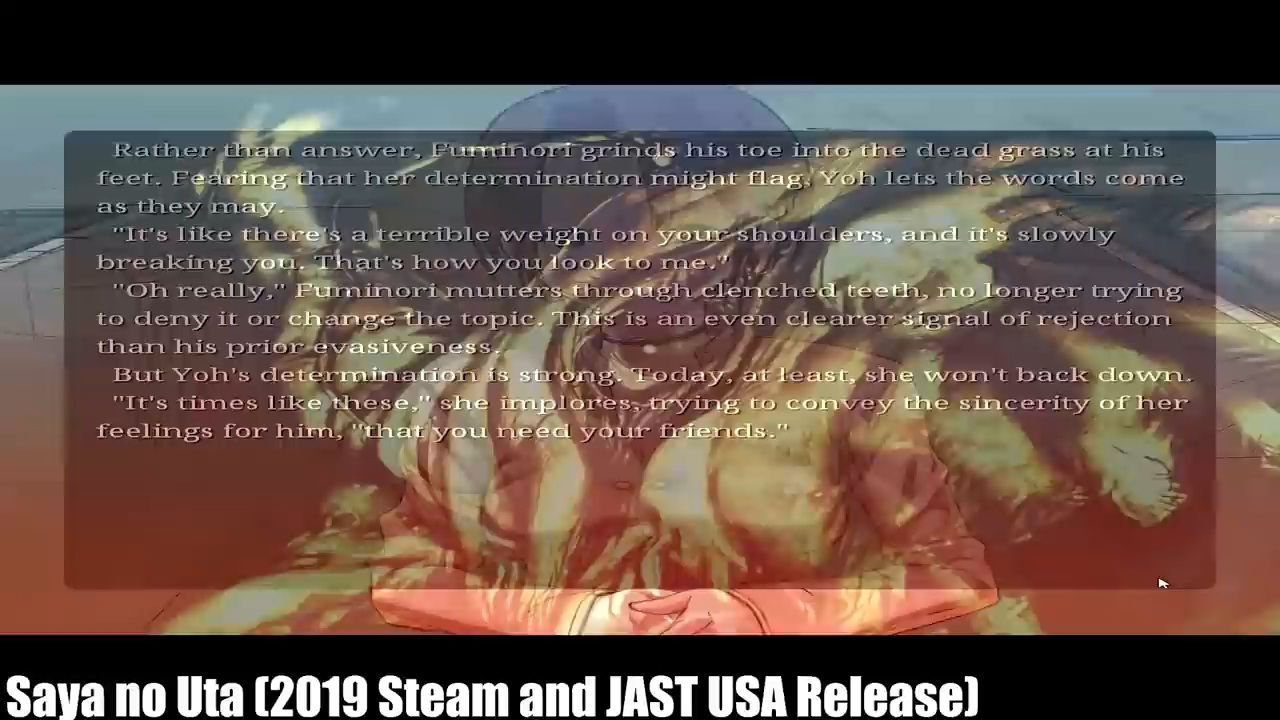 Rather than answer, Fuminori grinds his toe into the dead grass at his
feet. Fearing that her determination might flag, Yoh lets the words come
as they may.
"It's like there's a terrible weight on your shoulders, and it's slowly
breaking you. That's how you look to me."
"Oh really," Fuminori mutters through clenched teeth, no longer trying
to deny it or change the topic. This is an even clearer signal of rejection
than his prior evasiveness.
But Yoh's determination is strong. Today, at least, she won't back down.
"It's times like these," she implores, trying to convey the sincerity of her
feelings for him, "that you need your friends."
Saya no Uta (2019 Steam and JAST USA Release)